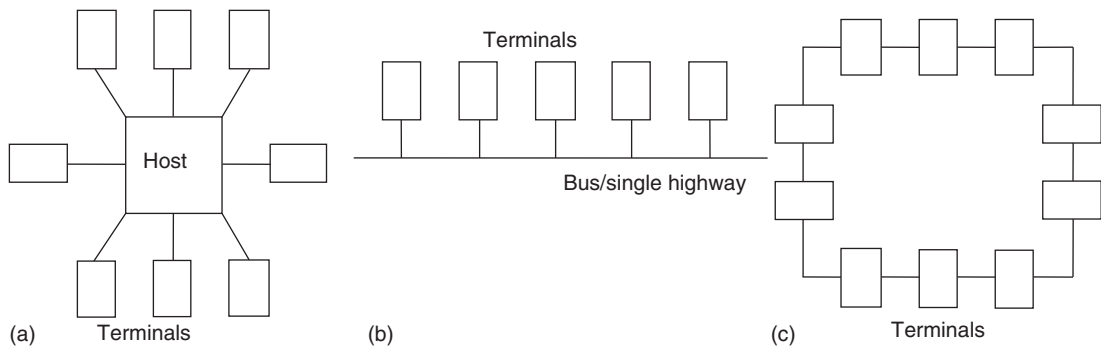 Host
Terminals
(a)
Terminals
Bus/single highway
(b)
Terminals
(c)